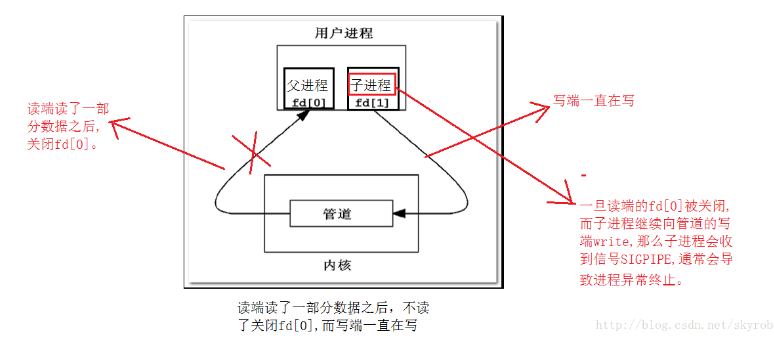 用户进程
父进程
fd[0]
子进程
fd[1]
读端读了一部
分数据之后,
关闭fd[0]。
写端一直在写
管道
内核
一旦读端的fd[0]被关闭,
而子进程继续向管道的写
端write,那么子进程会收
到信号SIGPIPE,通常会导
致进程异常终止。
读端读了一部分数据之后，不读
了关闭fd[0],而写端一直在写
http://blog.csdn.net/skyrob